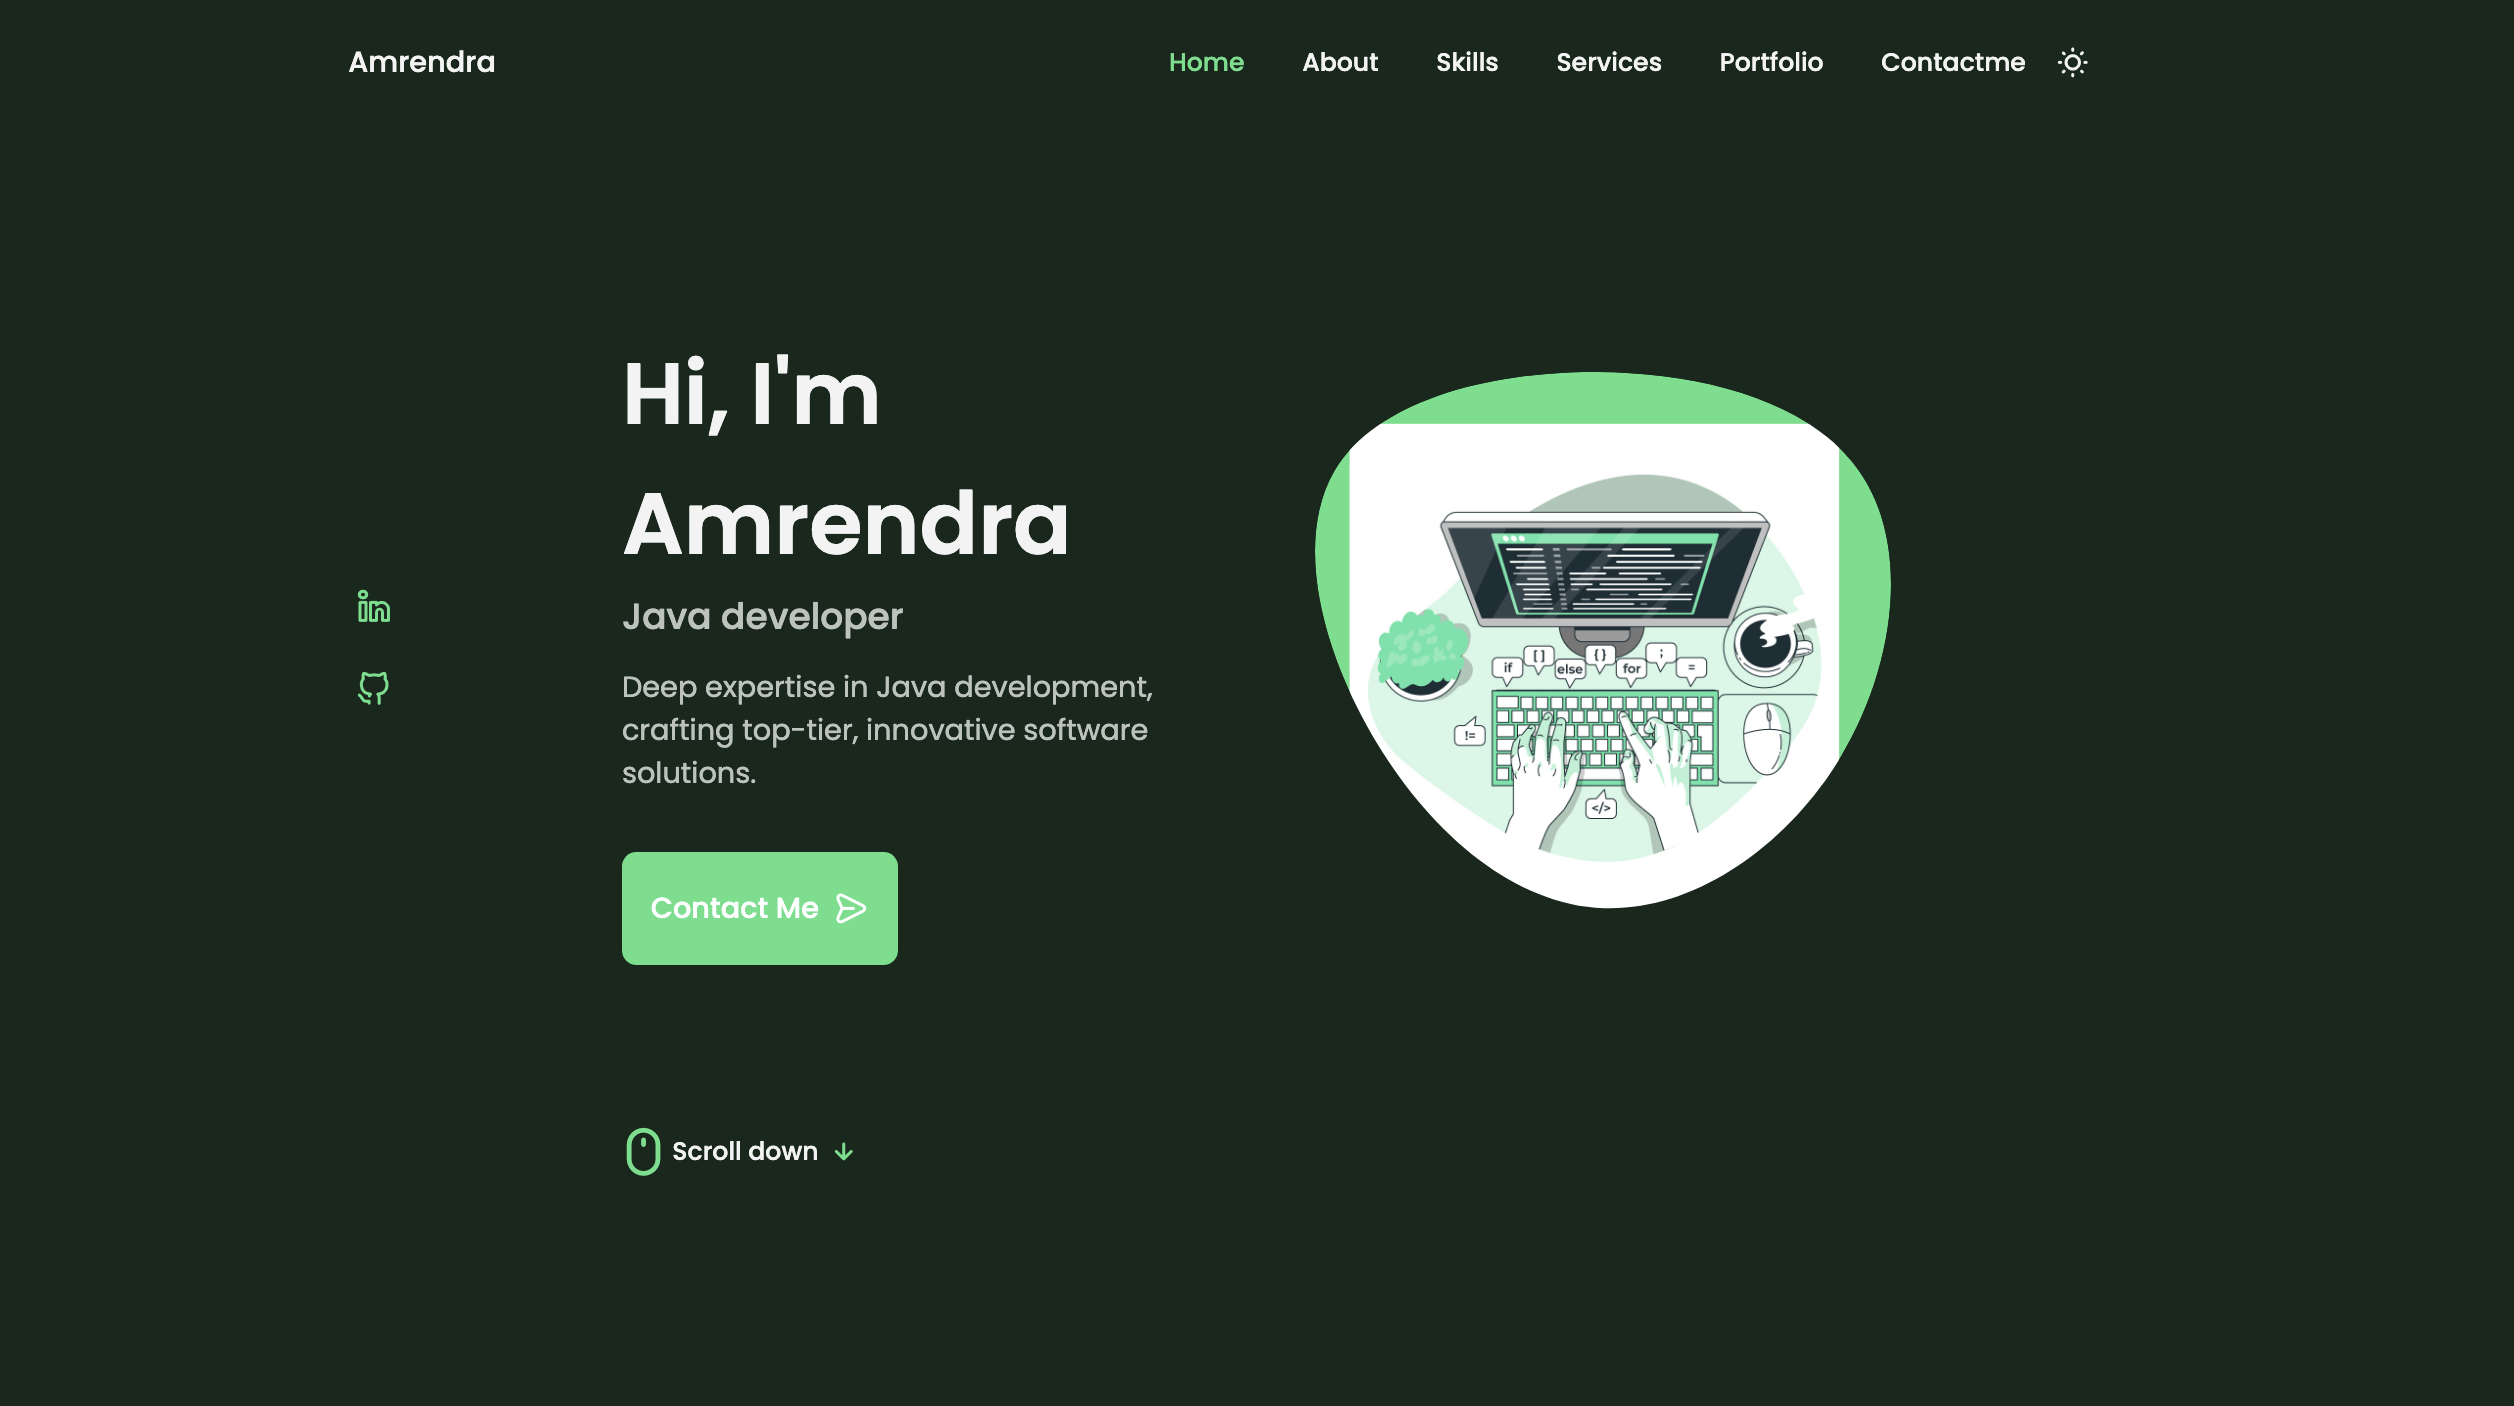 Amrendra
Home About Skills Services Portfolio Contactme
Hi, I'm
Amrendra
Java developer
Deep expertise in Java development,
crafting top-tier, innovative software
solutions.
Contact Me
Scroll down
if [ ] else { } for ; =
!=
</>
in